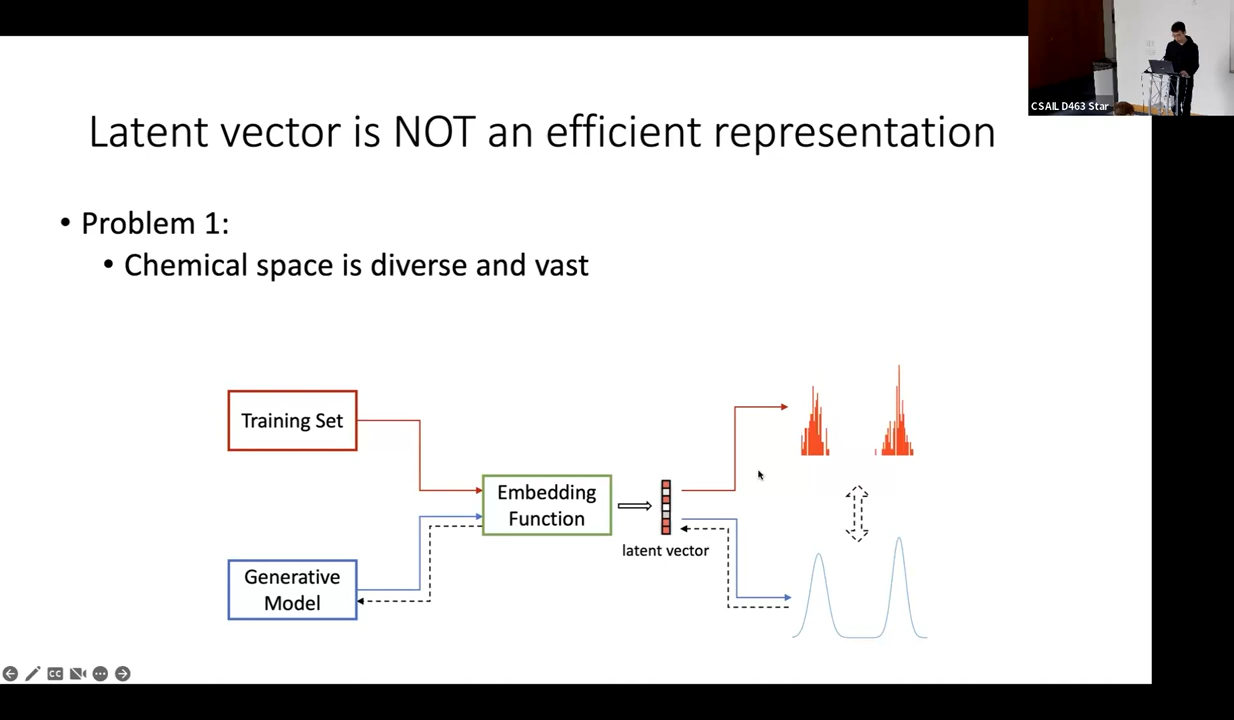 CSAIL D463 Star
Latent vector is NOT an efficient representation
• Problem 1:
• Chemical space is diverse and vast
Training Set
Embedding
Function
latent vector
Generative
Model
CC